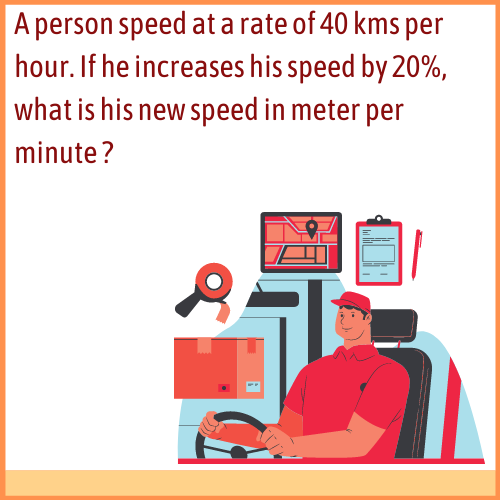 A person speed at a rate of 40 kms per
hour. If he increases his speed by 20%,
what is his new speed in meter per
minute ?